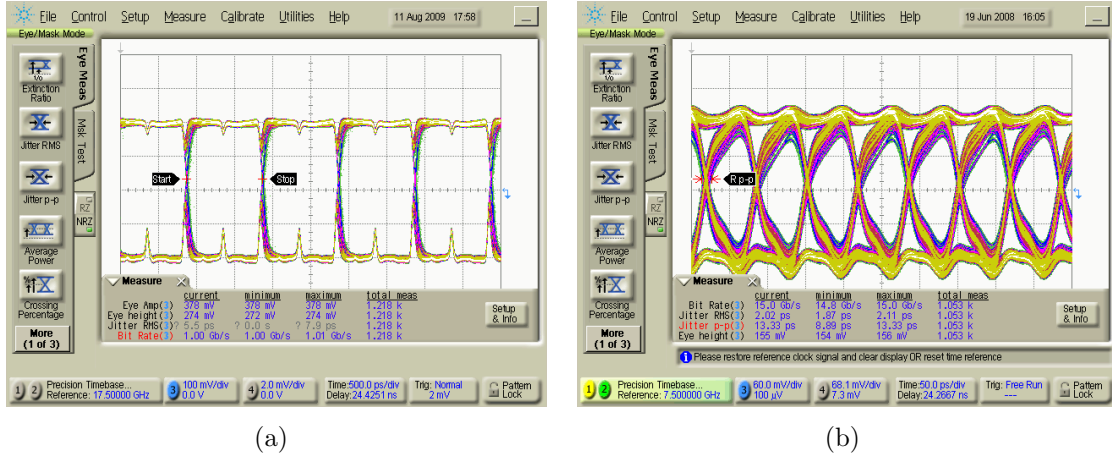 File Control Setup Measure Calibrate Utilities Help 11 Aug 2009 17:58
Eye/Mask Mode
Eye Meas
Msk Test
Extinction
Ratio
Jitter RMS
Jitter p-p
RZ
NRZ
Average
Power
Crossing
Percentage
More
(1 of 3)
Start
Stop
Measure
current minimum maximum total meas
Eye Amp(3) 378 mV 378 mV 378 mV 1.218 k
Eye height(3) 274 mV 272 mV 274 mV 1.218 k
Jitter RMS(3) ? 5.5 ps ? 0.0 s ? 7.9 ps 1.218 k
Bit Rate(3) 1.00 Gb/s 1.00 Gb/s 1.01 Gb/s 1.218 k
Setup
& Info
1 2 Precision Timebase...
Reference: 17.50000 GHz
3 100 mV/div
0.0 V
4 2.0 mV/div
0.0 V
Time:500.0 ps/div
Delay:24.4251 ns
Trig: Normal
2 mV
Pattern
Lock
(a)
File Control Setup Measure Calibrate Utilities Help 19 Jun 2008 16:05
Eye/Mask Mode
Eye Meas
Msk Test
Extinction
Ratio
Jitter RMS
Jitter p-p
RZ
NRZ
Average
Power
Crossing
Percentage
More
(1 of 3)
R p-p
Measure
current minimum maximum total meas
Bit Rate(3) 15.0 Gb/s 14.8 Gb/s 15.0 Gb/s 1.053 k
Jitter RMS(3) 2.02 ps 1.87 ps 2.11 ps 1.053 k
Jitter p-p(3) 13.33 ps 8.89 ps 13.33 ps 1.053 k
Eye height(3) 155 mV 154 mV 156 mV 1.053 k
Setup
& Info
Please restore reference clock signal and clear display OR reset time reference
1 2 Precision Timebase...
Reference: 7.500000 GHz
3 60.0 mV/div
100 µV
4 68.1 mV/div
7.3 mV
Time:50.0 ps/div
Delay:24.2667 ns
Trig: Free Run
---
Pattern
Lock
(b)